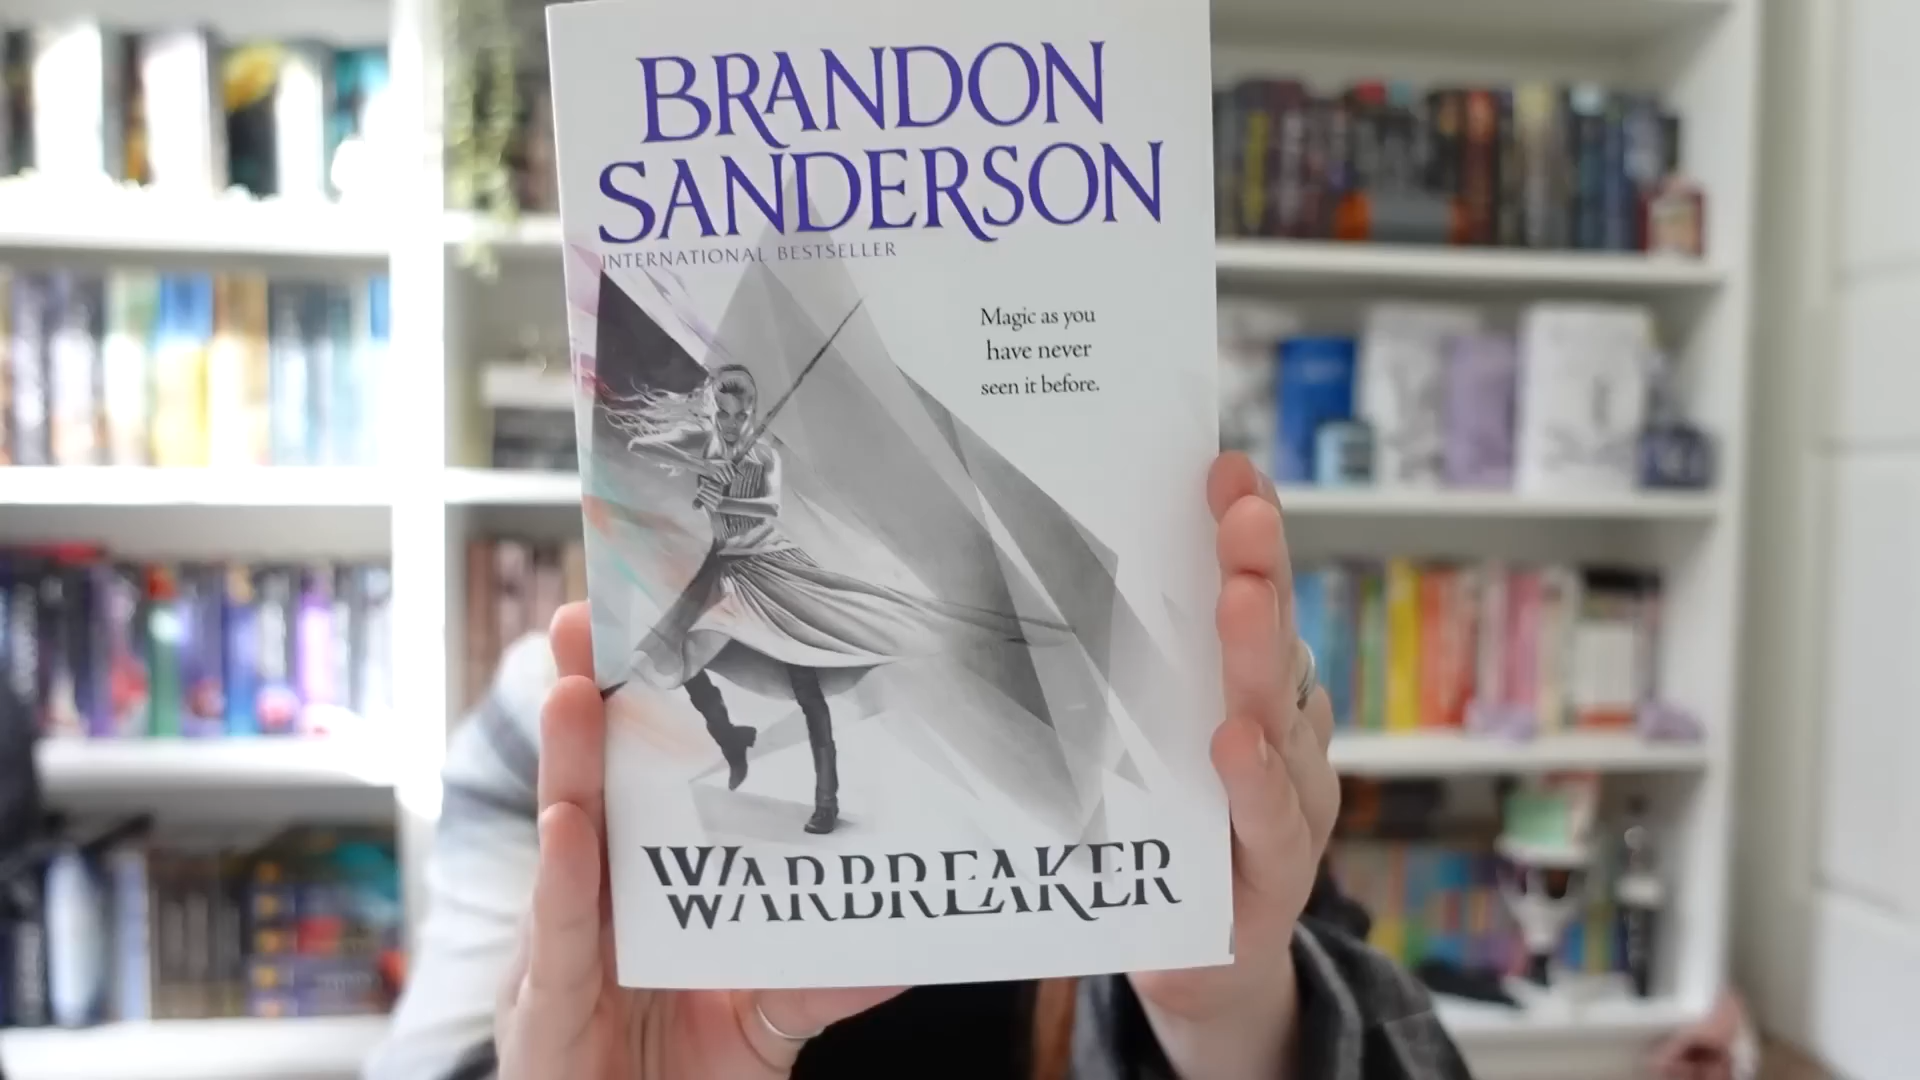 BRANDON
SANDERSON
INTERNATIONAL BESTSELLER
Magic as you
have never
seen it before.
WARBREAKER